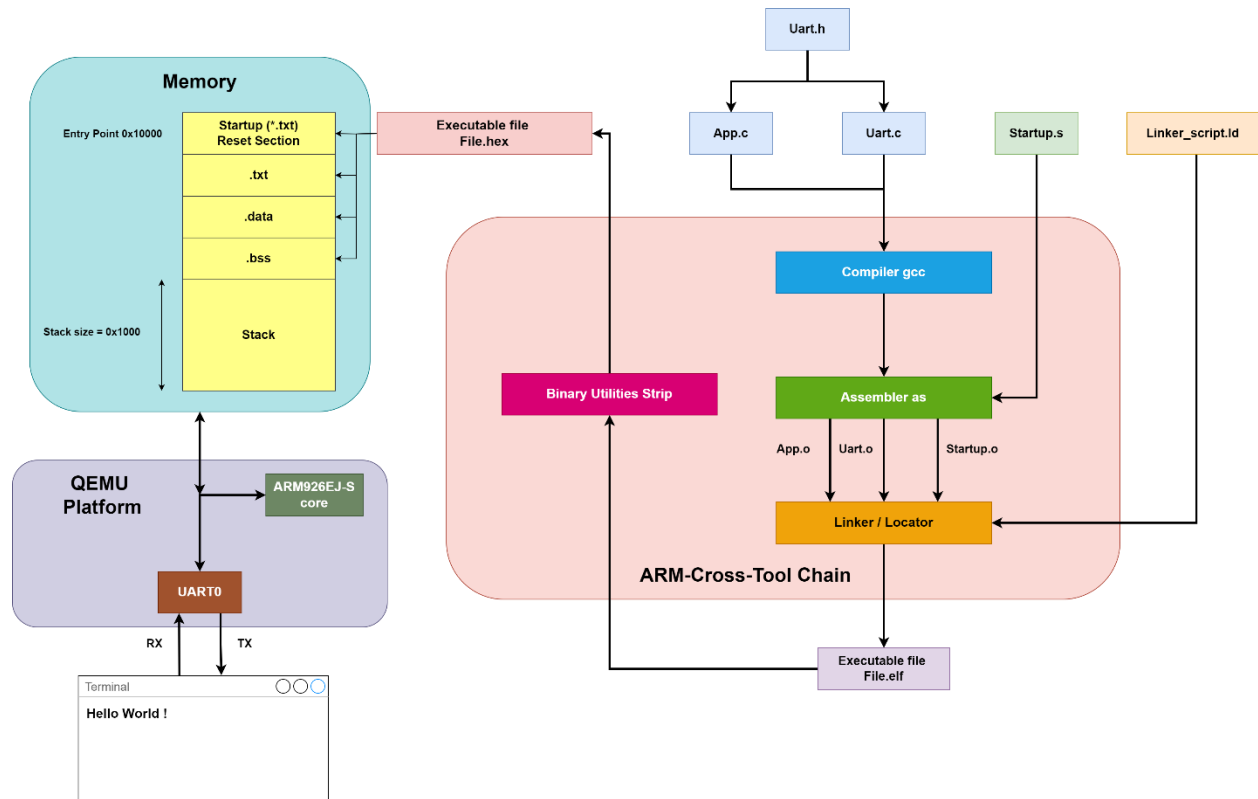 Uart.h
Memory
Entry Point 0x10000
Startup (*.txt)
Reset Section
.txt
.data
.bss
Stack size = 0x1000
Stack
Executable file
File.hex
App.c
Uart.c
Startup.s
Linker_script.ld
Compiler gcc
Binary Utilities Strip
Assembler as
App.o
Uart.o
Startup.o
Linker / Locator
ARM-Cross-Tool Chain
Executable file
File.elf
QEMU
Platform
ARM926EJ-S
core
UART0
RX
TX
Terminal
Hello World !